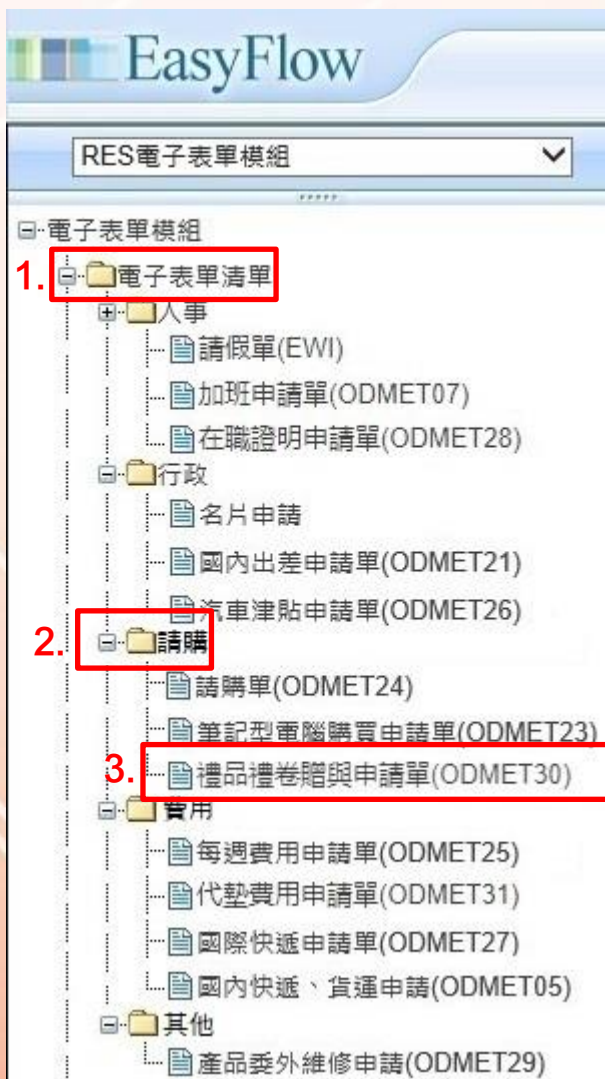 EasyFlow
RES電子表單模組
電子表單模組
1. 電子表單清單
人事
請假單(EWI)
加班申請單(ODMET07)
在職證明申請單(ODMET28)
行政
名片申請
國內出差申請單(ODMET21)
汽車津貼申請單(ODMET26)
2. 請購
請購單(ODMET24)
筆記型電腦購買申請單(ODMET23)
3. 禮品禮卷贈與申請單(ODMET30)
費用
每週費用申請單(ODMET25)
代墊費用申請單(ODMET31)
國際快遞申請單(ODMET27)
國內快遞、貨運申請(ODMET05)
其他
產品委外維修申請(ODMET29)